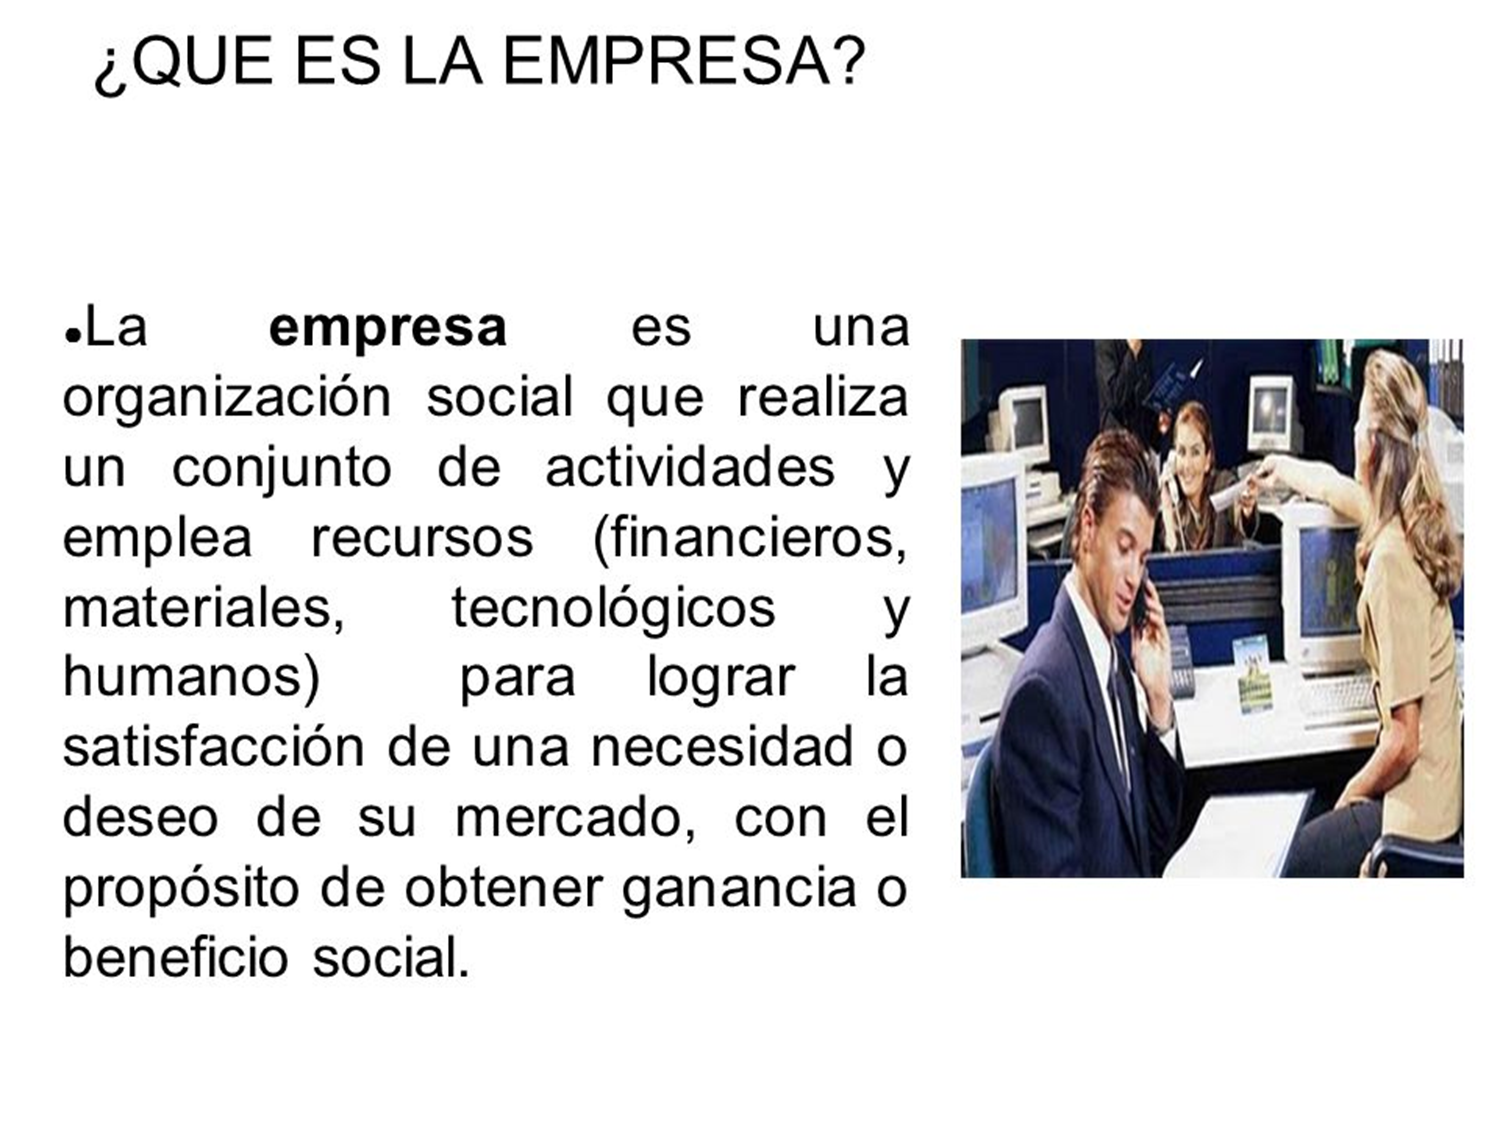 ¿QUE ES LA EMPRESA?
●La empresa es una
organización social que realiza
un conjunto de actividades y
emplea recursos (financieros,
materiales, tecnológicos y
humanos) para lograr la
satisfacción de una necesidad o
deseo de su mercado, con el
propósito de obtener ganancia o
beneficio social.